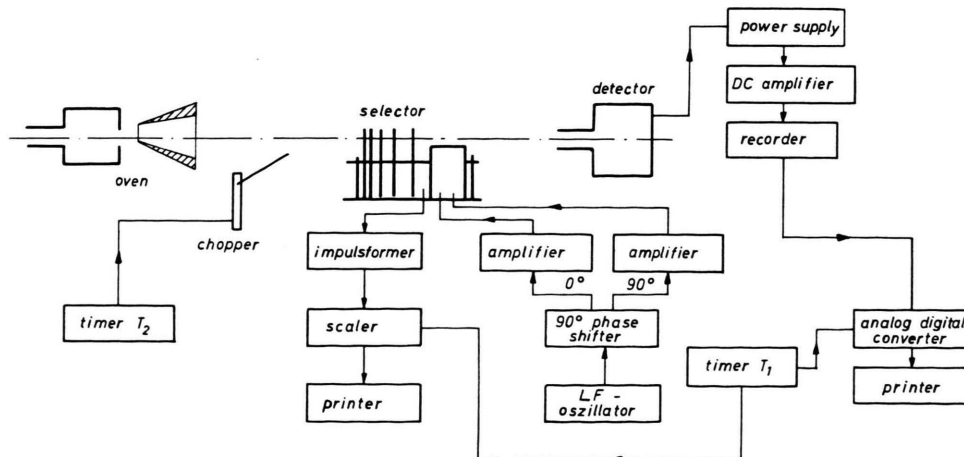 power supply
DC amplifier
detector
selector
recorder
oven
chopper
impulsformer
amplifier
amplifier
0°
90°
timer T₂
scaler
90° phase
shifter
analog digital
converter
timer T₁
printer
LF -
oszillator
printer